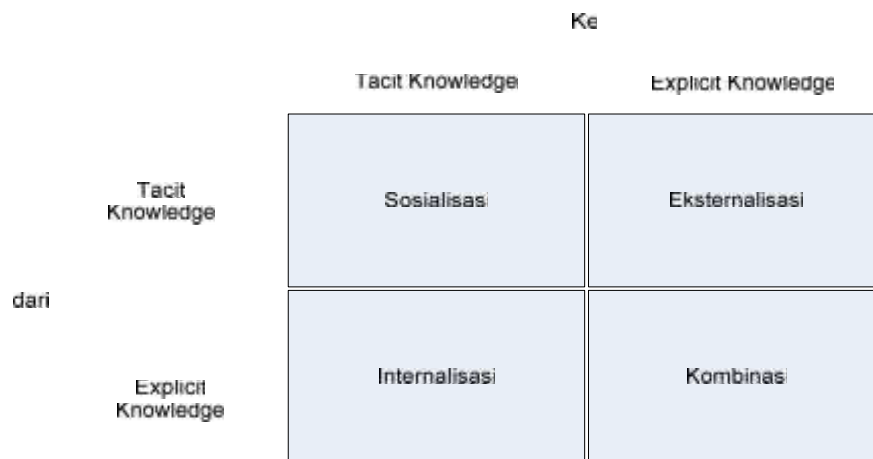 Ke
Tacit Knowledge
Explicit Knowledge
Tacit
Knowledge
Sosialisasi
Eksternalisasi
dari
Explicit
Knowledge
Internalisasi
Kombinasi